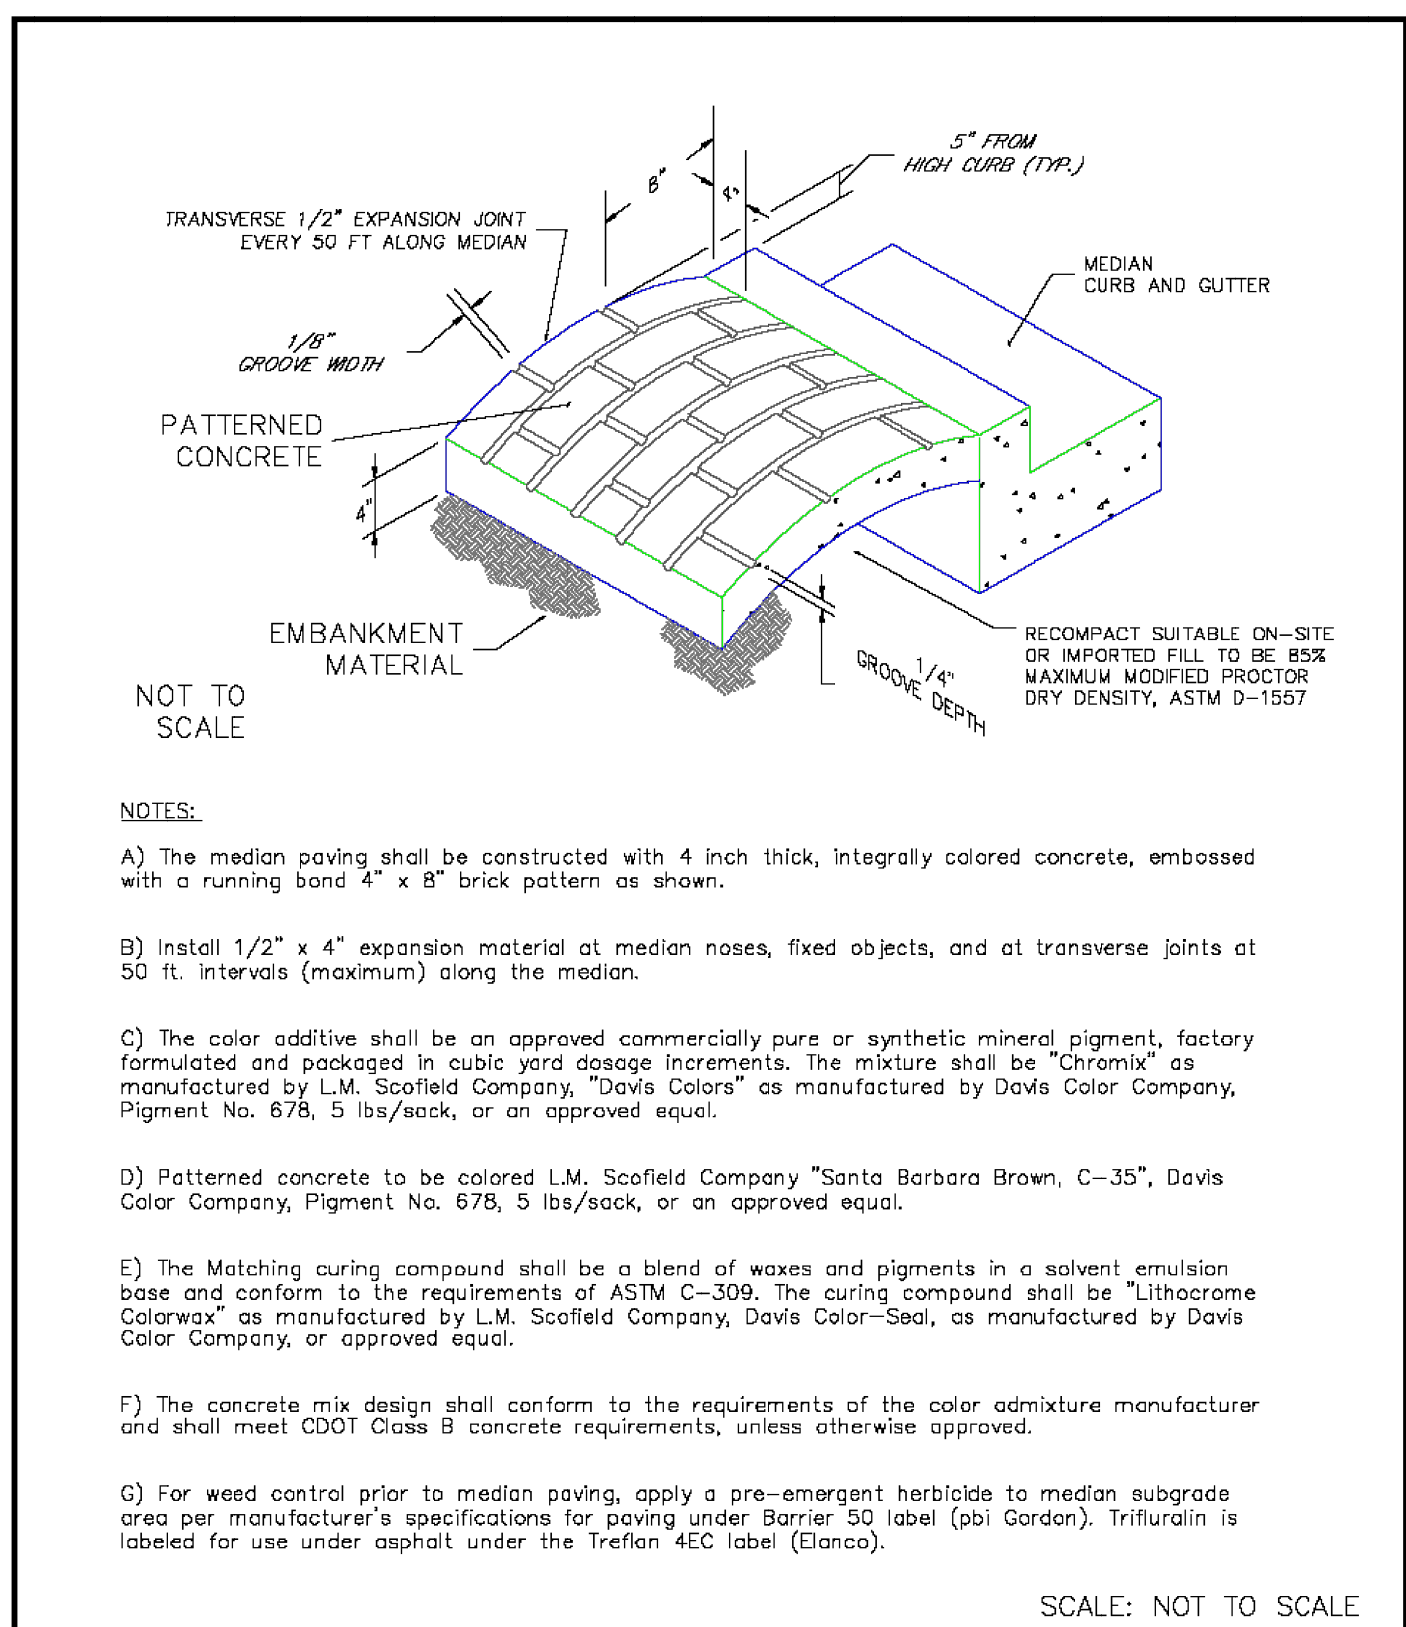 5" FROM
HIGH CURB (TYP.)
8"
4"
TRANSVERSE 1/2" EXPANSION JOINT
EVERY 50 FT ALONG MEDIAN
MEDIAN
CURB AND GUTTER
1/8"
GROOVE WIDTH
PATTERNED
CONCRETE
4"
EMBANKMENT
MATERIAL
1/4"
GROOVE DEPTH
RECOMPACT SUITABLE ON-SITE
OR IMPORTED FILL TO BE 85%
MAXIMUM MODIFIED PROCTOR
DRY DENSITY, ASTM D-1557
NOT TO
SCALE
NOTES:
A) The median paving shall be constructed with 4 inch thick, integrally colored concrete, embossed
with a running bond 4" x 8" brick pattern as shown.
B) Install 1/2" x 4" expansion material at median noses, fixed objects, and at transverse joints at
50 ft. intervals (maximum) along the median.
C) The color additive shall be an approved commercially pure or synthetic mineral pigment, factory
formulated and packaged in cubic yard dosage increments. The mixture shall be "Chromix" as
manufactured by L.M. Scofield Company, "Davis Colors" as manufactured by Davis Color Company,
Pigment No. 678, 5 lbs/sack, or an approved equal.
D) Patterned concrete to be colored L.M. Scofield Company "Santa Barbara Brown, C-35", Davis
Color Company, Pigment No. 678, 5 lbs/sack, or an approved equal.
E) The Matching curing compound shall be a blend of waxes and pigments in a solvent emulsion
base and conform to the requirements of ASTM C-309. The curing compound shall be "Lithocrome
Colorwax" as manufactured by L.M. Scofield Company, Davis Color-Seal, as manufactured by Davis
Color Company, or approved equal.
F) The concrete mix design shall conform to the requirements of the color admixture manufacturer
and shall meet CDOT Class B concrete requirements, unless otherwise approved.
G) For weed control prior to median paving, apply a pre-emergent herbicide to median subgrade
area per manufacturer's specifications for paving under Barrier 50 label (pbi Gordon). Trifluralin is
labeled for use under asphalt under the Treflan 4EC label (Elanco).
SCALE: NOT TO SCALE